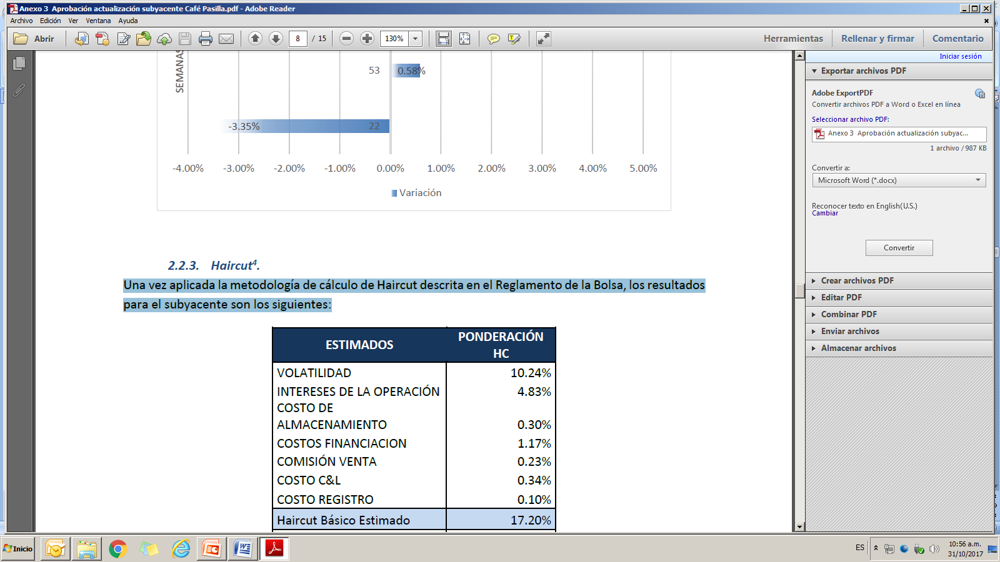 Anexo 3  Aprobación actualización subyacente Café Pasilla.pdf - Adobe Reader
Archivo Edición Ver Ventana Ayuda
Abrir 8 / 15 130% Herramientas Rellenar y firmar Comentario
SEMANAS
53 0.58%
-3.35% 22
-4.00% -3.00% -2.00% -1.00% 0.00% 1.00% 2.00% 3.00% 4.00% 5.00%
Variación
2.2.3. Haircut4.
Una vez aplicada la metodología de cálculo de Haircut descrita en el Reglamento de la Bolsa, los resultados
para el subyacente son los siguientes:
ESTIMADOS PONDERACIÓN
HC
VOLATILIDAD 10.24%
INTERESES DE LA OPERACIÓN 4.83%
COSTO DE
ALMACENAMIENTO 0.30%
COSTOS FINANCIACION 1.17%
COMISIÓN VENTA 0.23%
COSTO C&L 0.34%
COSTO REGISTRO 0.10%
Haircut Básico Estimado 17.20%
Iniciar sesión
Exportar archivos PDF
Adobe ExportPDF
Convertir archivos PDF a Word o Excel en línea
Seleccionar archivo PDF:
Anexo 3  Aprobación actualización subyac...
1 archivo / 987 KB
Convertir a:
Microsoft Word (*.docx)
Reconocer texto en English(U.S.)
Cambiar
Convertir
Crear archivos PDF
Editar PDF
Combinar PDF
Enviar archivos
Almacenar archivos
Inicio
ES
10:56 a.m.
31/10/2017